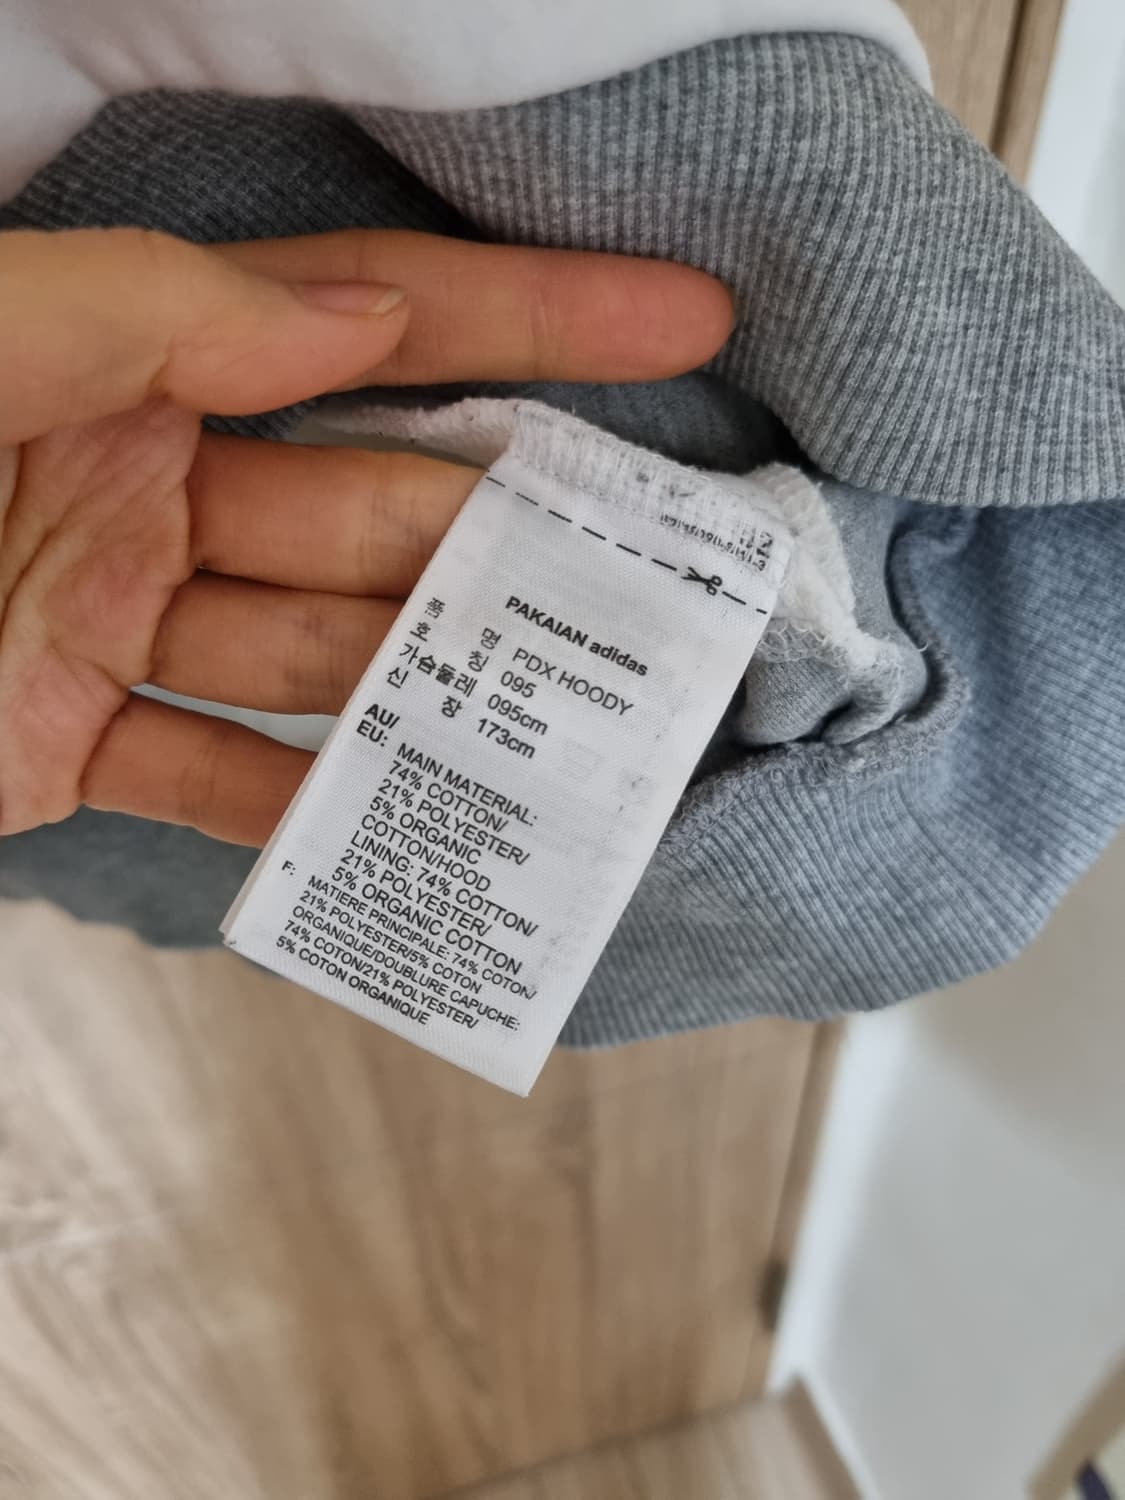 PAKAIAN adidas
품 명 PDX HOODY
호 칭 095
가슴둘레 095cm
신 장 173cm
AU/
EU: MAIN MATERIAL:
74% COTTON/
21% POLYESTER/
5% ORGANIC
COTTON/HOOD
LINING: 74% COTTON/
21% POLYESTER/
5% ORGANIC COTTON
F: MATIERE PRINCIPALE: 74% COTON/
21% POLYESTER/5% COTON
ORGANIQUE/DOUBLURE CAPUCHE:
74% COTON/21% POLYESTER/
5% COTON ORGANIQUE